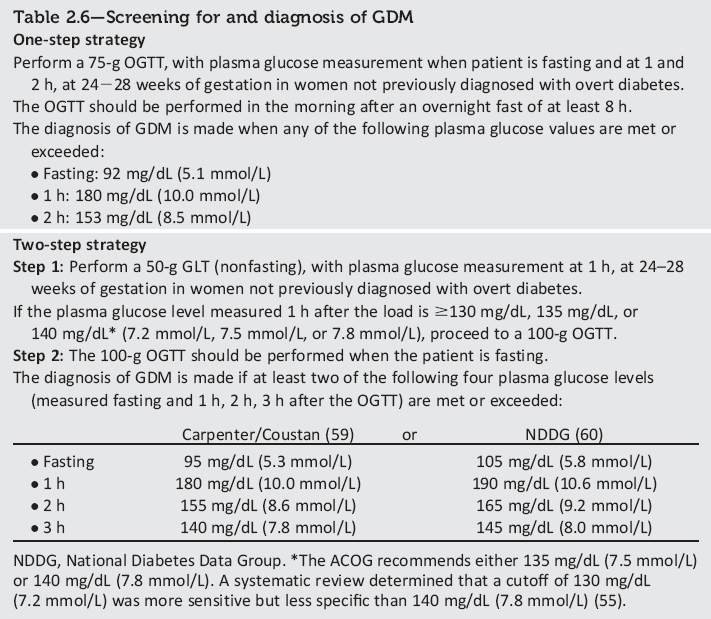 Table 2.6—Screening for and diagnosis of GDM
One-step strategy
Perform a 75-g OGTT, with plasma glucose measurement when patient is fasting and at 1 and
2 h, at 24−28 weeks of gestation in women not previously diagnosed with overt diabetes.
The OGTT should be performed in the morning after an overnight fast of at least 8 h.
The diagnosis of GDM is made when any of the following plasma glucose values are met or
exceeded:
• Fasting: 92 mg/dL (5.1 mmol/L)
• 1 h: 180 mg/dL (10.0 mmol/L)
• 2 h: 153 mg/dL (8.5 mmol/L)
Two-step strategy
Step 1: Perform a 50-g GLT (nonfasting), with plasma glucose measurement at 1 h, at 24–28
weeks of gestation in women not previously diagnosed with overt diabetes.
If the plasma glucose level measured 1 h after the load is ≥130 mg/dL, 135 mg/dL, or
140 mg/dL* (7.2 mmol/L, 7.5 mmol/L, or 7.8 mmol/L), proceed to a 100-g OGTT.
Step 2: The 100-g OGTT should be performed when the patient is fasting.
The diagnosis of GDM is made if at least two of the following four plasma glucose levels
(measured fasting and 1 h, 2 h, 3 h after the OGTT) are met or exceeded:
Carpenter/Coustan (59) or NDDG (60)
• Fasting 95 mg/dL (5.3 mmol/L) 105 mg/dL (5.8 mmol/L)
• 1 h 180 mg/dL (10.0 mmol/L) 190 mg/dL (10.6 mmol/L)
• 2 h 155 mg/dL (8.6 mmol/L) 165 mg/dL (9.2 mmol/L)
• 3 h 140 mg/dL (7.8 mmol/L) 145 mg/dL (8.0 mmol/L)
NDDG, National Diabetes Data Group. *The ACOG recommends either 135 mg/dL (7.5 mmol/L)
or 140 mg/dL (7.8 mmol/L). A systematic review determined that a cutoff of 130 mg/dL
(7.2 mmol/L) was more sensitive but less specific than 140 mg/dL (7.8 mmol/L) (55).